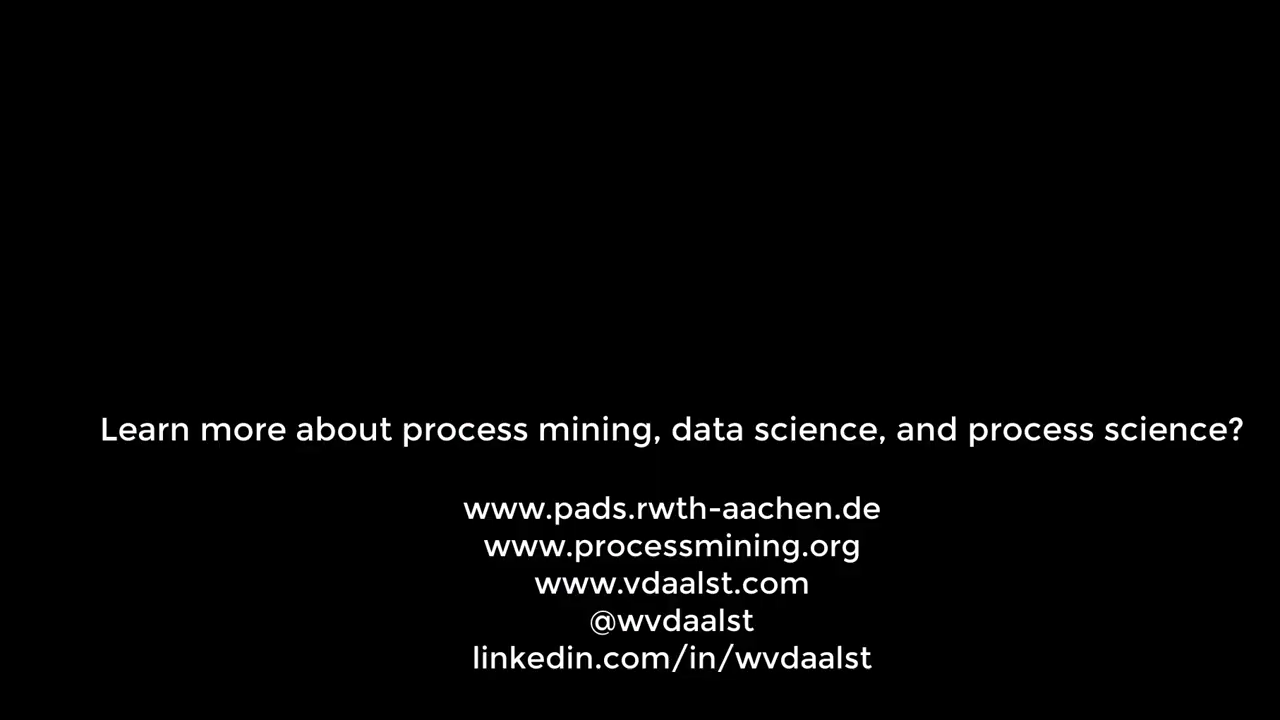 Learn more about process mining, data science, and process science?
www.pads.rwth-aachen.de
www.processmining.org
www.vdaalst.com
@wvdaalst
linkedin.com/in/wvdaalst